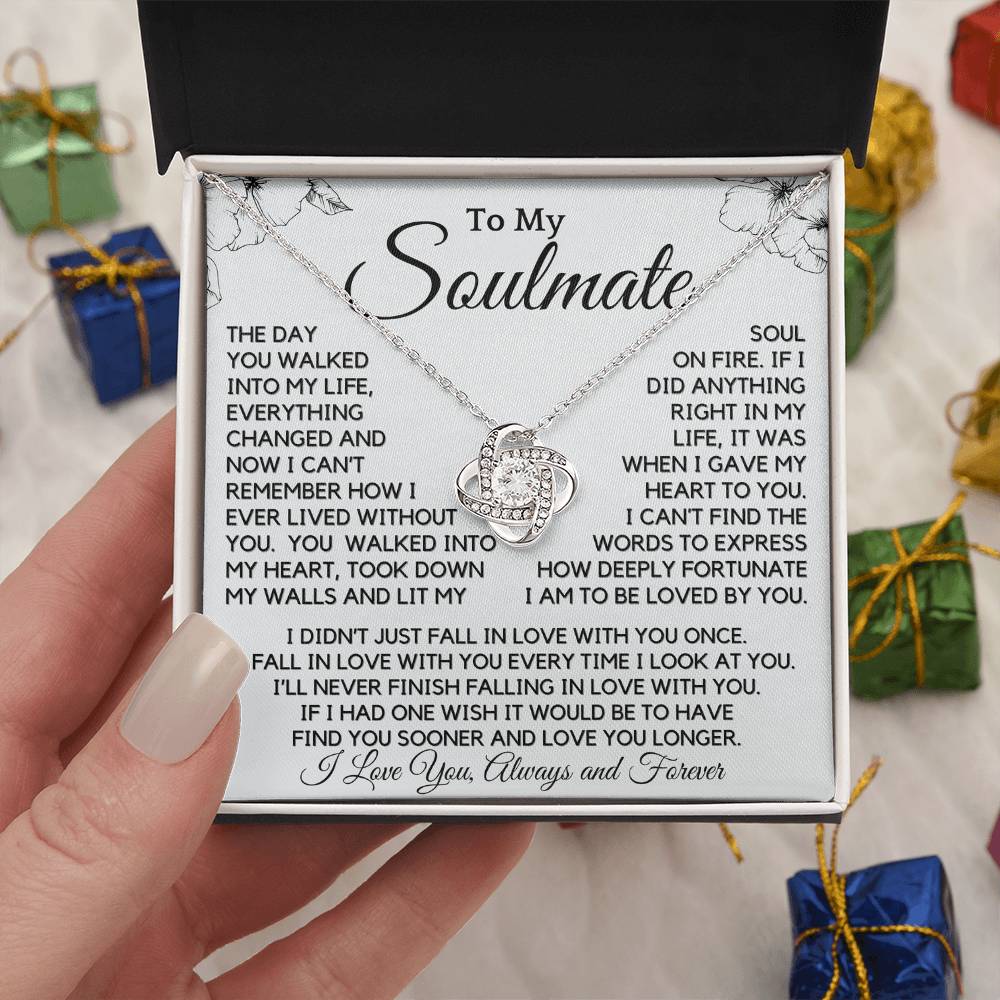 To My
Soulmate
THE DAY
YOU WALKED
INTO MY LIFE,
EVERYTHING
CHANGED AND
NOW I CAN'T
REMEMBER HOW I
EVER LIVED WITHOUT
YOU. YOU WALKED INTO
MY HEART, TOOK DOWN
MY WALLS AND LIT MY
SOUL
ON FIRE. IF I
DID ANYTHING
RIGHT IN MY
LIFE, IT WAS
WHEN I GAVE MY
HEART TO YOU.
I CAN'T FIND THE
WORDS TO EXPRESS
HOW DEEPLY FORTUNATE
I AM TO BE LOVED BY YOU.
I DIDN'T JUST FALL IN LOVE WITH YOU ONCE.
FALL IN LOVE WITH YOU EVERY TIME I LOOK AT YOU.
I'LL NEVER FINISH FALLING IN LOVE WITH YOU.
IF I HAD ONE WISH IT WOULD BE TO HAVE
FIND YOU SOONER AND LOVE YOU LONGER.
I Love You, Always and Forever